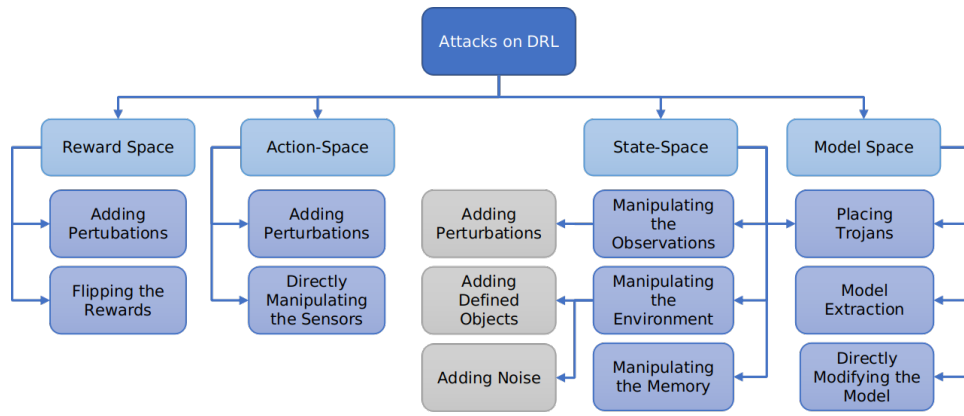 Attacks on DRL
Reward Space
Action-Space
State-Space
Model Space
Adding
Pertubations
Adding
Perturbations
Adding
Perturbations
Manipulating
the
Observations
Placing
Trojans
Flipping the
Rewards
Directly
Manipulating
the Sensors
Adding
Defined
Objects
Manipulating
the
Environment
Model
Extraction
Adding Noise
Manipulating
the Memory
Directly
Modifying the
Model